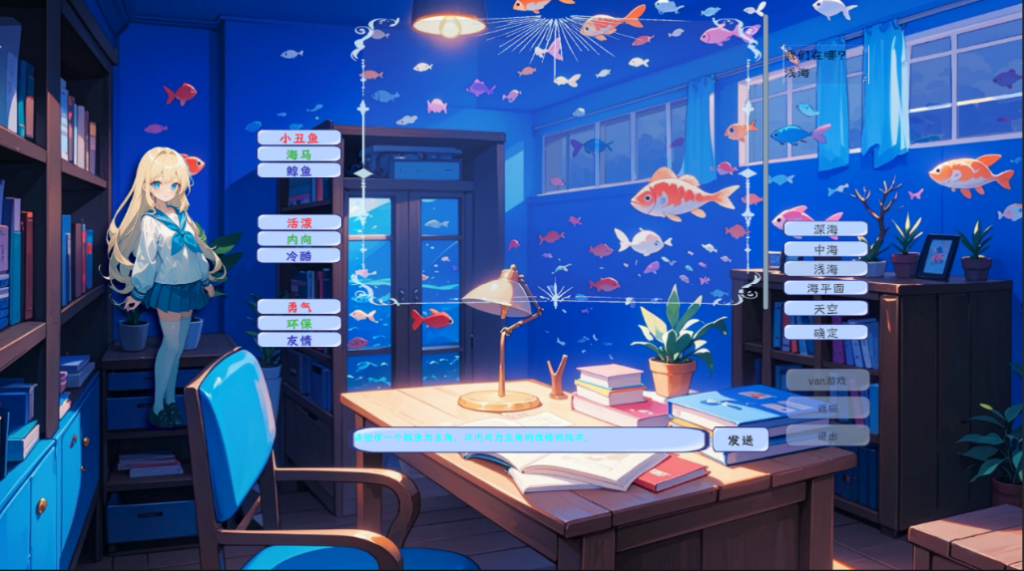 小丑鱼
海马
鲸鱼
活泼
内向
冷酷
勇气
环保
友情
我们在哪?
浅海
深海
中海
浅海
海平面
天空
确定
van游戏
返回
退出
发送